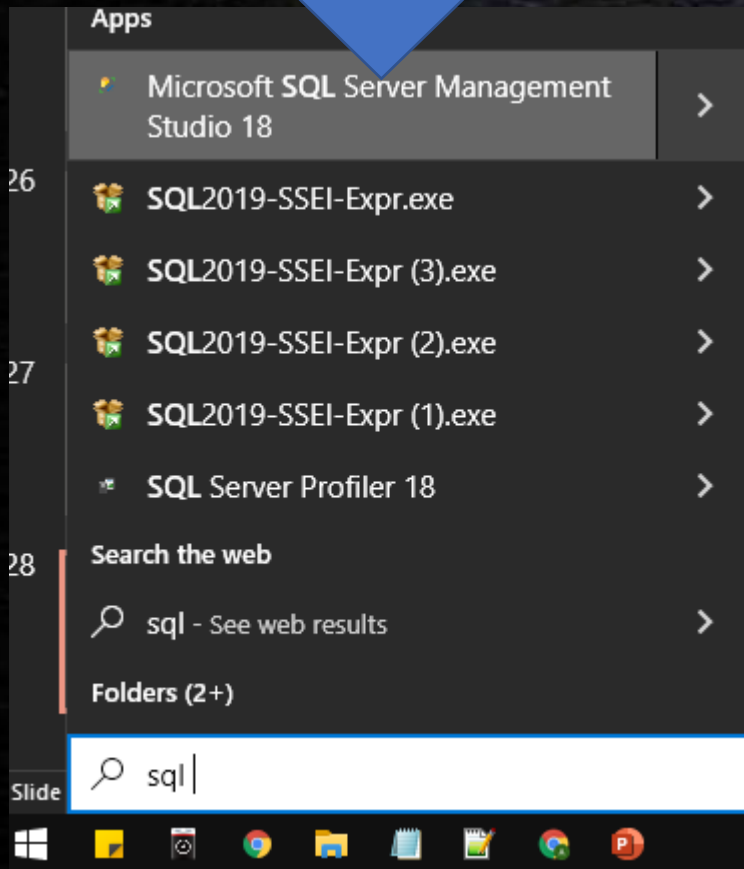 Apps
Microsoft SQL Server Management
Studio 18
26
SQL2019-SSEI-Expr.exe
SQL2019-SSEI-Expr (3).exe
SQL2019-SSEI-Expr (2).exe
27
SQL2019-SSEI-Expr (1).exe
SQL Server Profiler 18
Search the web
28
sql - See web results
Folders (2+)
sql
Slide